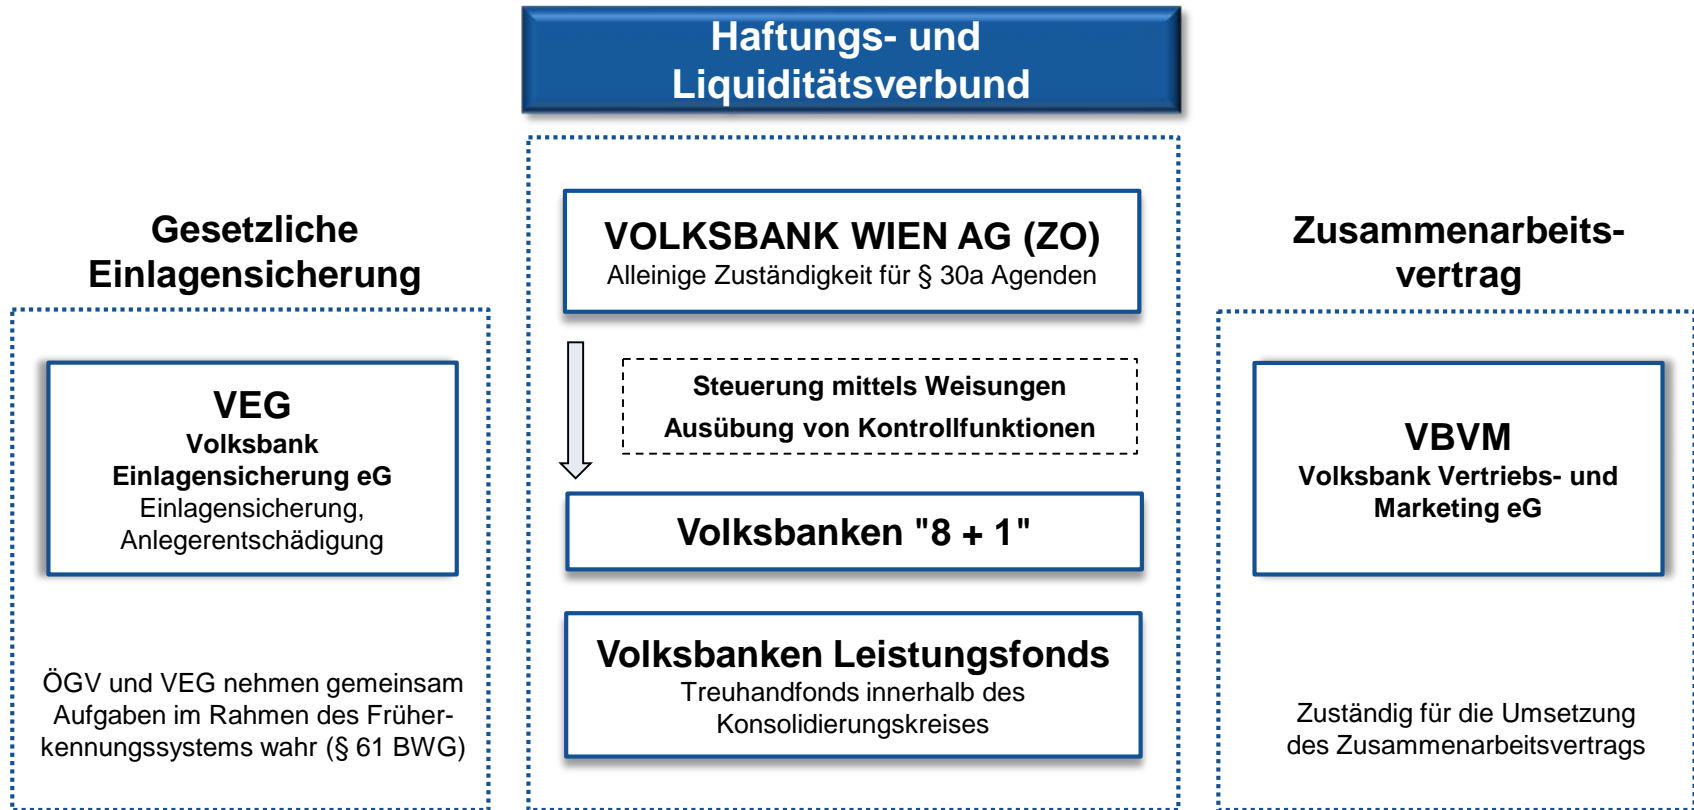 Haftungs- und
Liquiditätsverbund
Gesetzliche
Einlagensicherung
VEG
Volksbank
Einlagensicherung eG
Einlagensicherung,
Anlegerentschädigung
ÖGV und VEG nehmen gemeinsam
Aufgaben im Rahmen des Früher-
kennungssystems wahr (§ 61 BWG)
VOLKSBANK WIEN AG (ZO)
Alleinige Zuständigkeit für § 30a Agenden
Steuerung mittels Weisungen
Ausübung von Kontrollfunktionen
Volksbanken "8 + 1"
Volksbanken Leistungsfonds
Treuhandfonds innerhalb des
Konsolidierungskreises
Zusammenarbeits-
vertrag
VBVM
Volksbank Vertriebs- und
Marketing eG
Zuständig für die Umsetzung
des Zusammenarbeitsvertrags